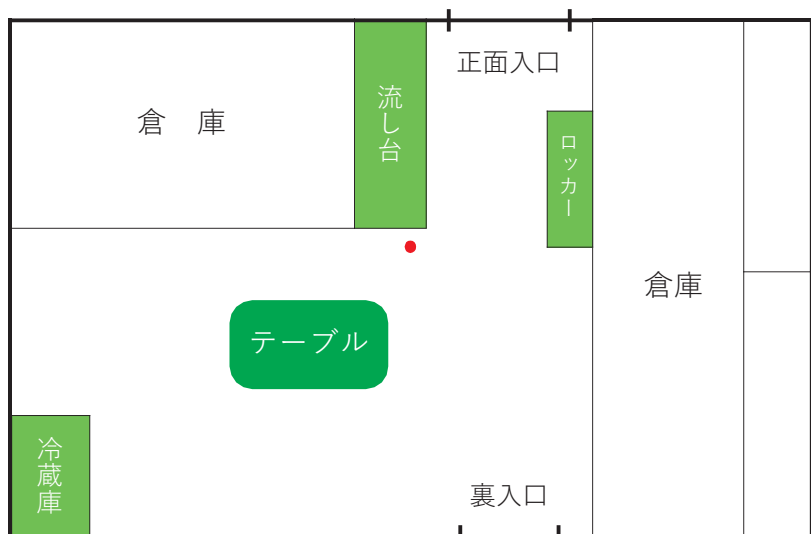 正面入口
倉　庫
流し台
ロッカー
倉庫
テーブル
冷蔵庫
裏入口